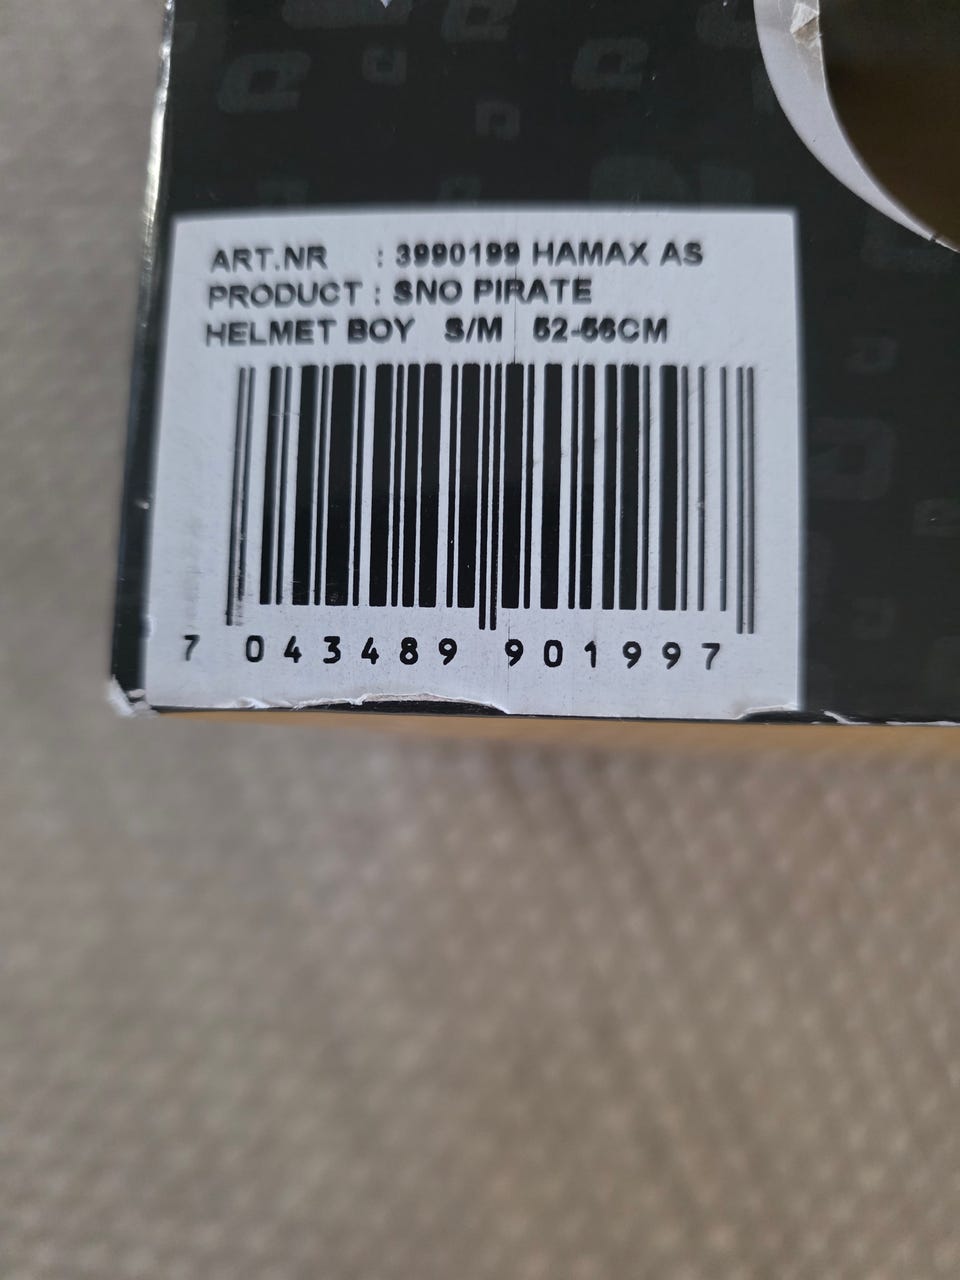 ART.NR : 3990199 HAMAX AS
PRODUCT : SNO PIRATE
HELMET BOY S/M 52-56CM
7 043489 901997